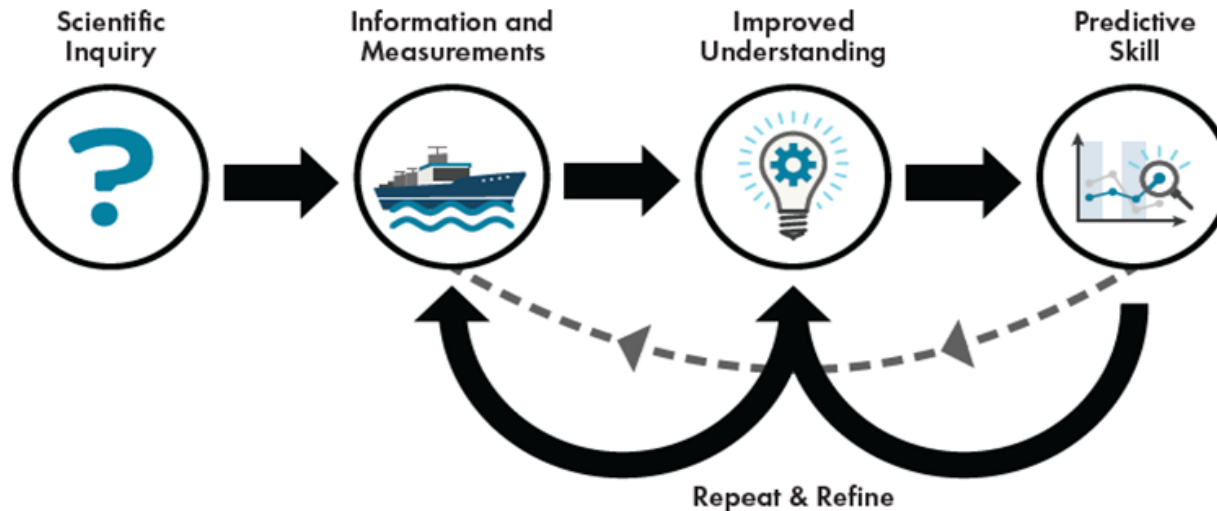 Scientific
Inquiry
Information and
Measurements
Improved
Understanding
Predictive
Skill
?
Repeat & Refine